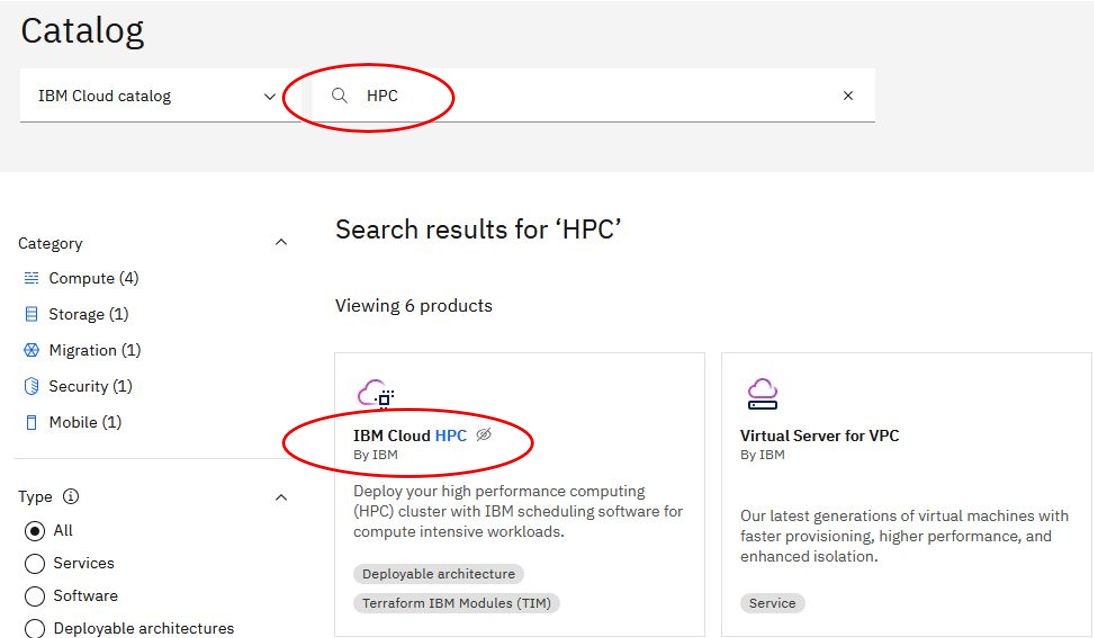 Catalog
IBM Cloud catalog
HPC
Category
Compute (4)
Storage (1)
Migration (1)
Security (1)
Mobile (1)
Type
All
Services
Software
Deployable architectures
Search results for ‘HPC’
Viewing 6 products
IBM Cloud HPC
By IBM
Deploy your high performance computing
(HPC) cluster with IBM scheduling software for
compute intensive workloads.
Deployable architecture
Terraform IBM Modules (TIM)
Virtual Server for VPC
By IBM
Our latest generations of virtual machines with
faster provisioning, higher performance, and
enhanced isolation.
Service